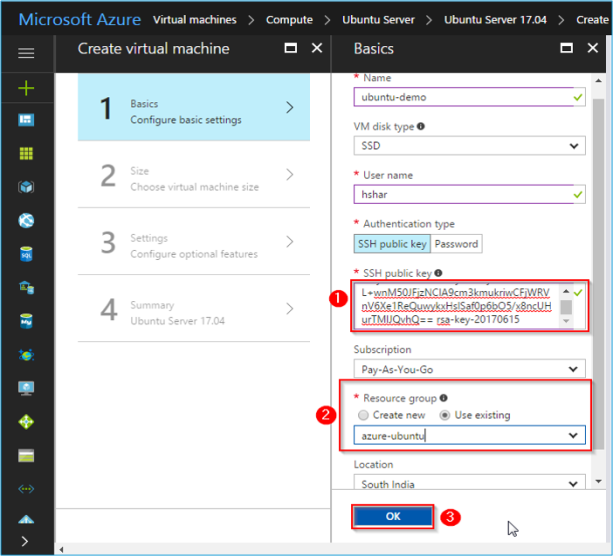 Microsoft Azure Virtual machines > Compute > Ubuntu Server > Ubuntu Server 17.04 > Create
Create virtual machine
1 Basics
Configure basic settings
2 Size
Choose virtual machine size
3 Settings
Configure optional features
4 Summary
Ubuntu Server 17.04
Basics
* Name
ubuntu-demo
VM disk type
SSD
* User name
hshar
* Authentication type
SSH public key Password
* SSH public key
1
L+wnM50JFjzNCIA9cm3kmukriwCFjWRV
nV6Xe1ReQuwykxHslSaf0p6bO5/x8ncUH
urTMIJQvhQ== rsa-key-20170615
Subscription
Pay-As-You-Go
2
* Resource group
Create new Use existing
azure-ubuntu
Location
South India
OK 3